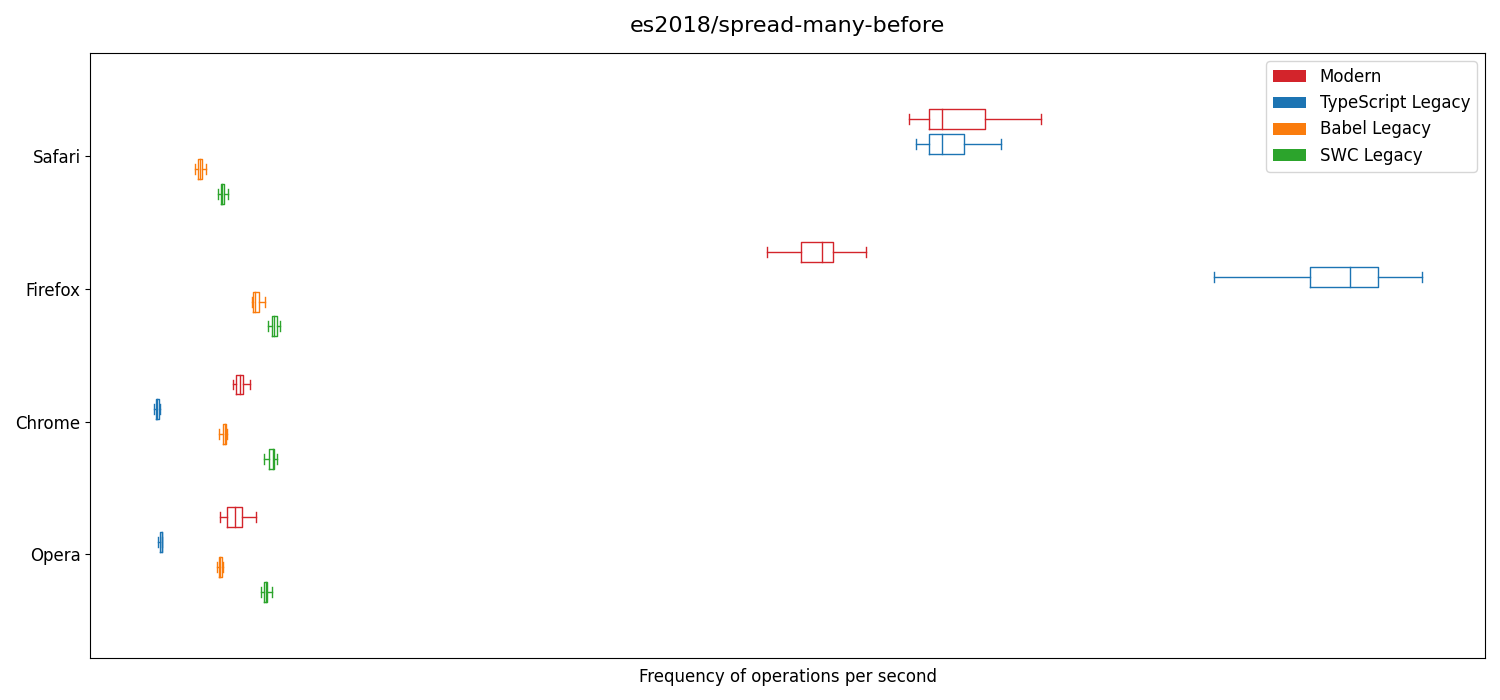 es2018/spread-many-before
Modern
TypeScript Legacy
Babel Legacy
SWC Legacy
Safari
Firefox
Chrome
Opera
Frequency of operations per second